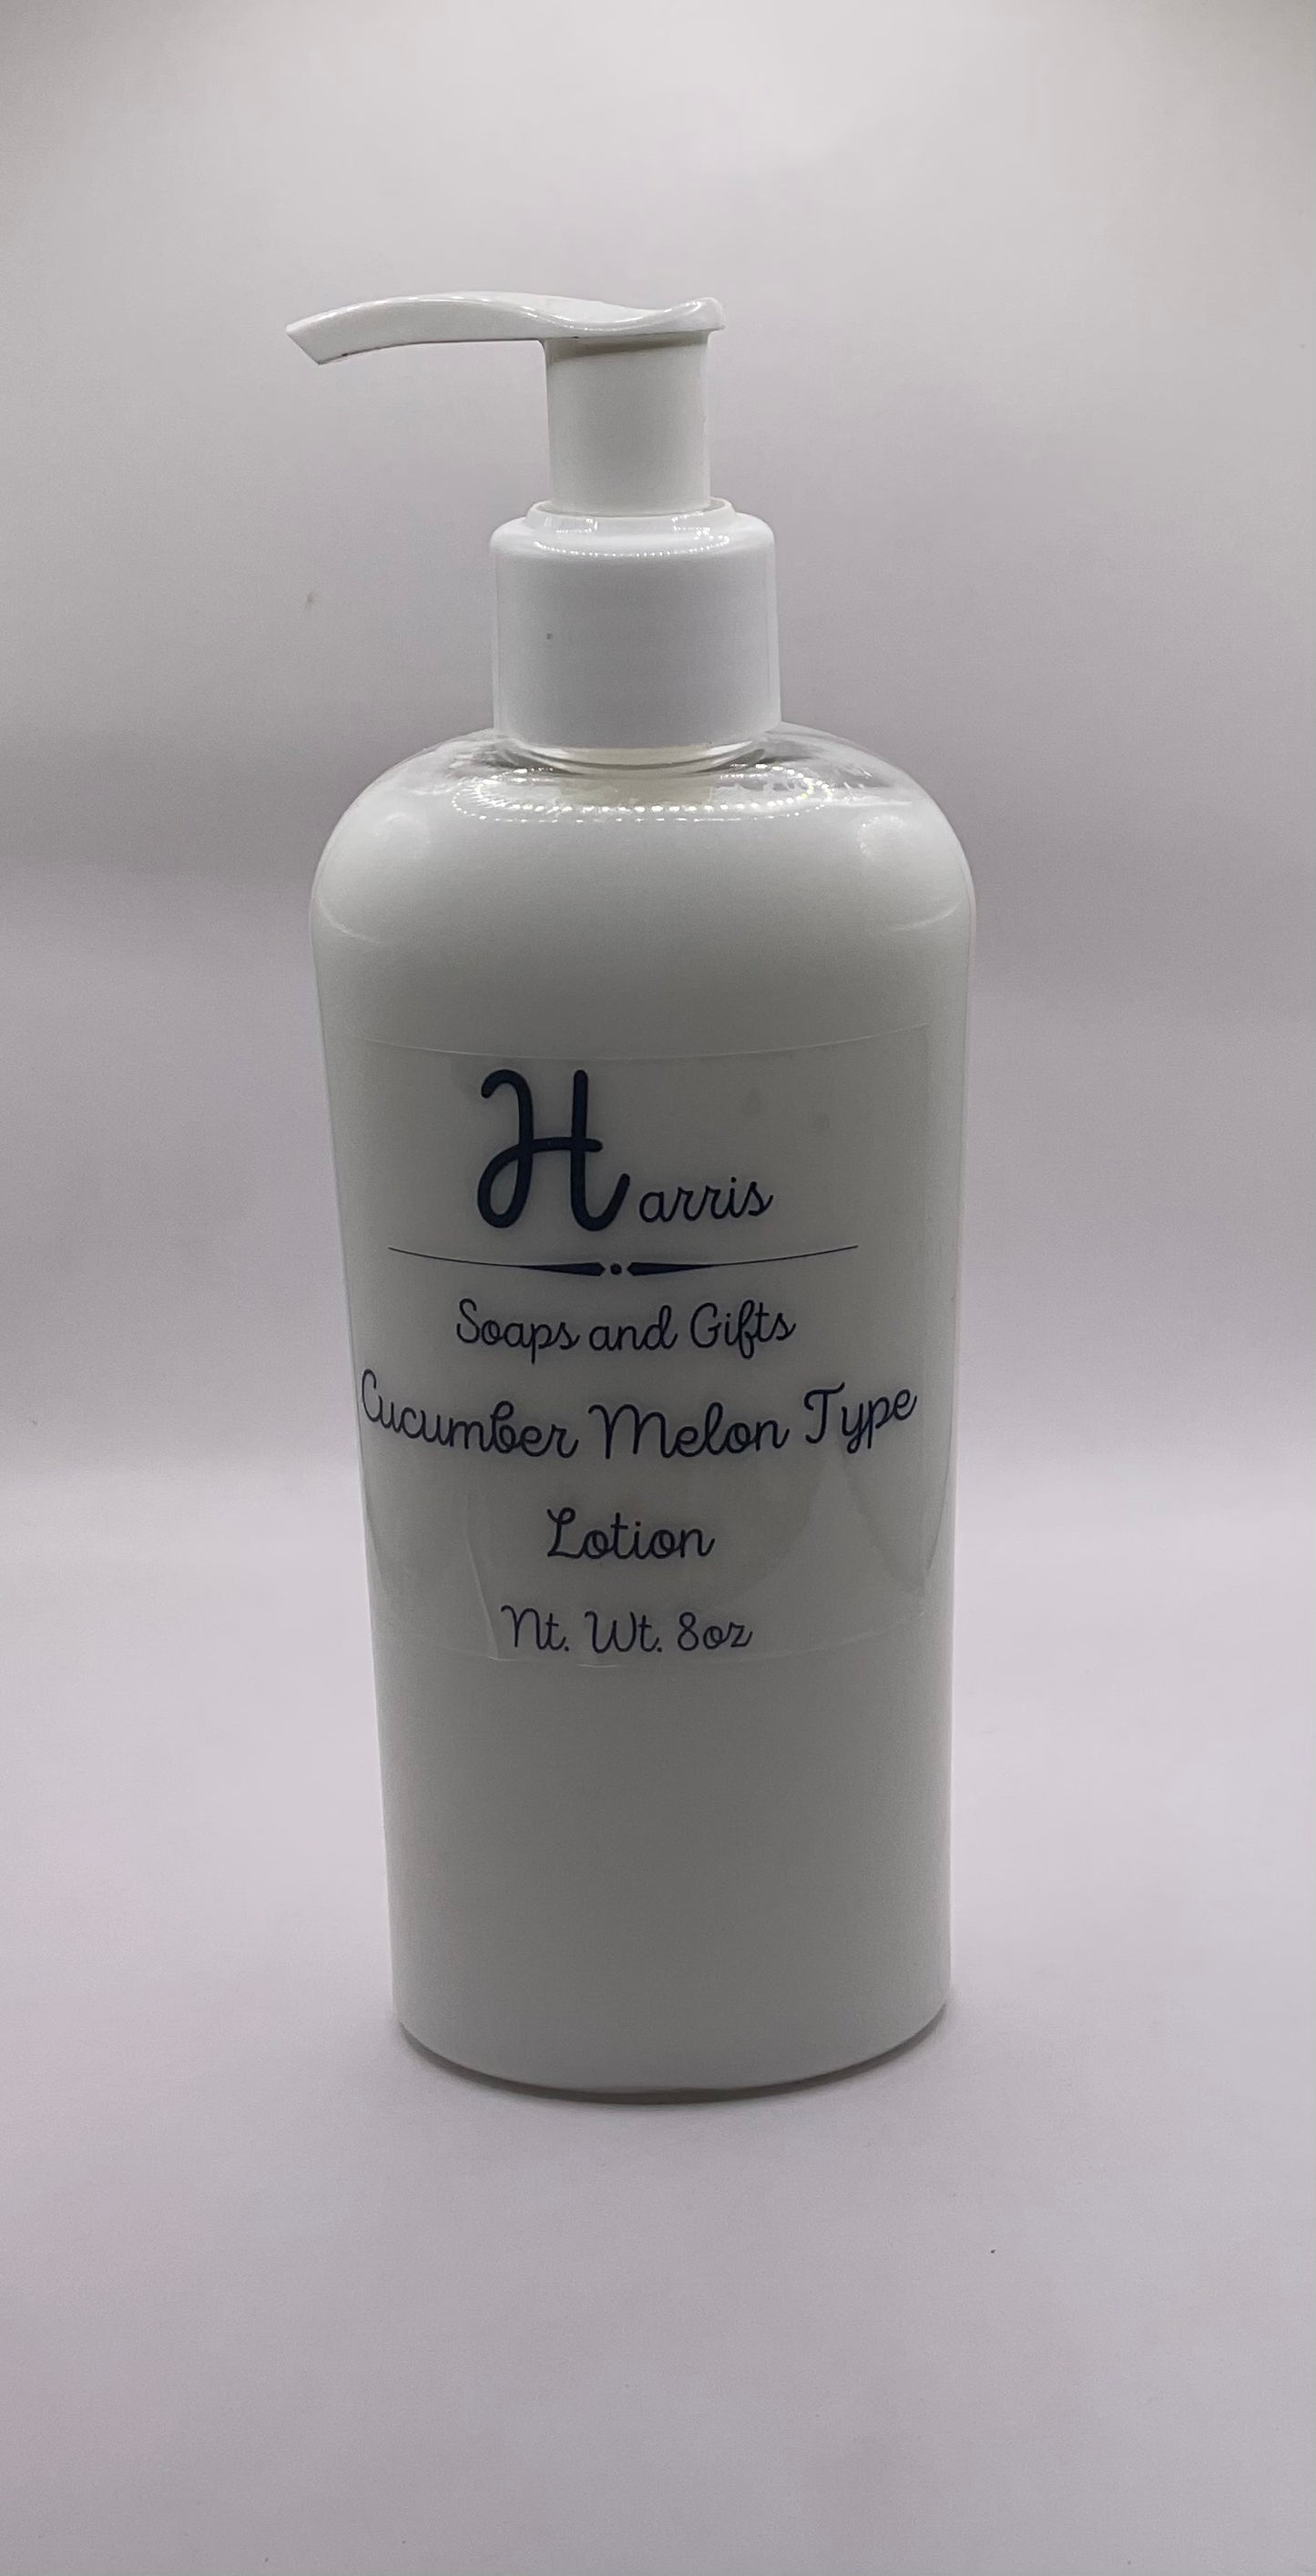 Harris
Soaps and Gifts
Cucumber Melon Type
Lotion
Nt. Wt. 8oz